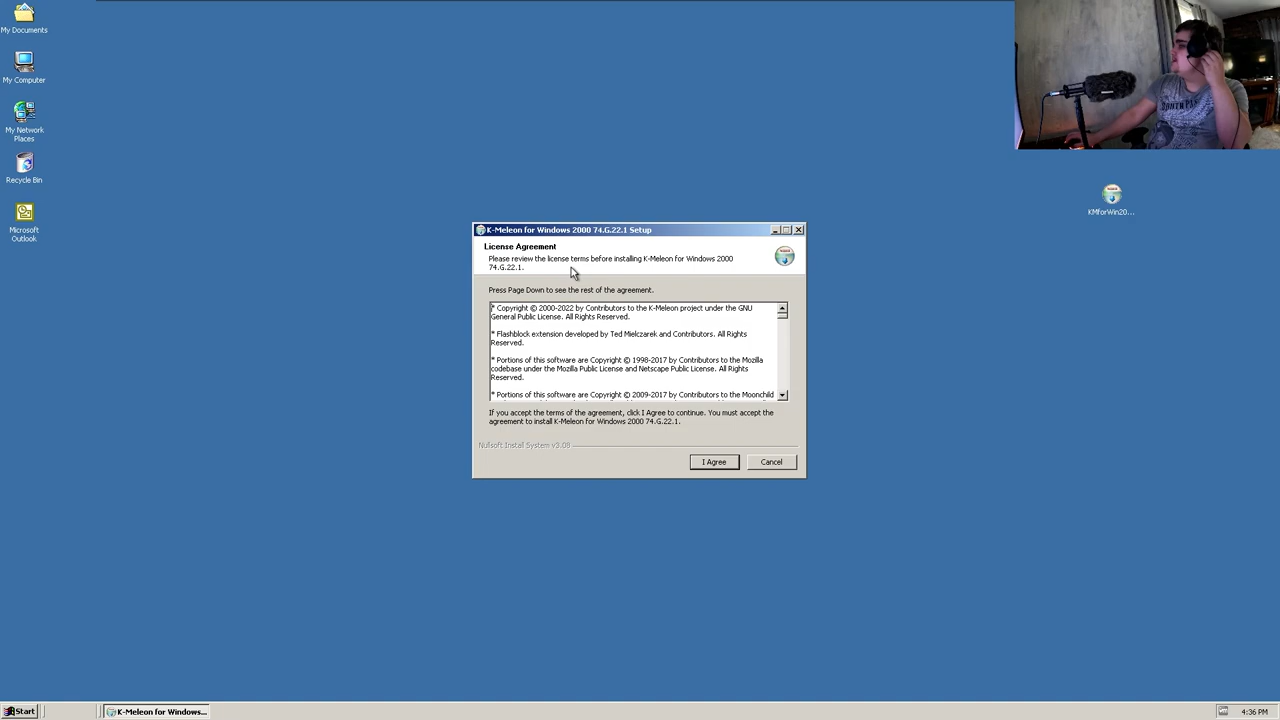 My Documents
My Computer
My Network
Places
Recycle Bin
Microsoft
Outlook
SOUTH PARK
KMforWin20...
K-Meleon for Windows 2000 74.G.22.1 Setup
License Agreement
Please review the license terms before installing K-Meleon for Windows 2000
74.G.22.1.
Press Page Down to see the rest of the agreement.
* Copyright © 2000-2022 by Contributors to the K-Meleon project under the GNU
General Public License. All Rights Reserved.
* Flashblock extension developed by Ted Mielczarek and Contributors. All Rights
Reserved.
* Portions of this software are Copyright © 1998-2017 by Contributors to the Mozilla
codebase under the Mozilla Public License and Netscape Public License. All Rights
Reserved.
* Portions of this software are Copyright © 2009-2017 by Contributors to the Moonchild
If you accept the terms of the agreement, click I Agree to continue. You must accept the
agreement to install K-Meleon for Windows 2000 74.G.22.1.
Nullsoft Install System v3.08
I Agree
Cancel
Start
K-Meleon for Windows...
4:36 PM